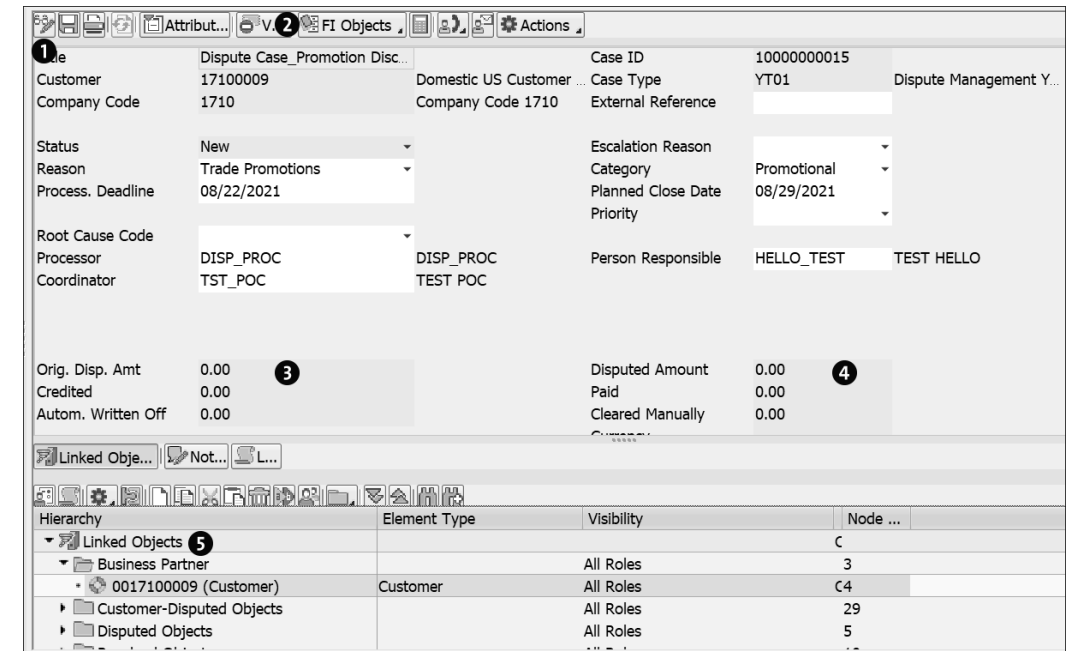 Attribut... V. 2 FI Objects Actions
1
Dispute Case_Promotion Disc... Case ID 10000000015
Customer 17100009 Domestic US Customer ... Case Type YT01 Dispute Management Y...
Company Code 1710 Company Code 1710 External Reference
Status New Escalation Reason
Reason Trade Promotions Category Promotional
Process. Deadline 08/22/2021 Planned Close Date 08/29/2021
Priority
Root Cause Code
Processor DISP_PROC DISP_PROC Person Responsible HELLO_TEST TEST HELLO
Coordinator TST_POC TEST POC
Orig. Disp. Amt 0.00 3 Disputed Amount 0.00 4
Credited 0.00 Paid 0.00
Autom. Written Off 0.00 Cleared Manually 0.00
Linked Obje... Not... L...
Hierarchy Element Type Visibility Node ...
Linked Objects 5
Business Partner All Roles 3
0017100009 (Customer) Customer All Roles 4
Customer-Disputed Objects All Roles 29
Disputed Objects All Roles 5